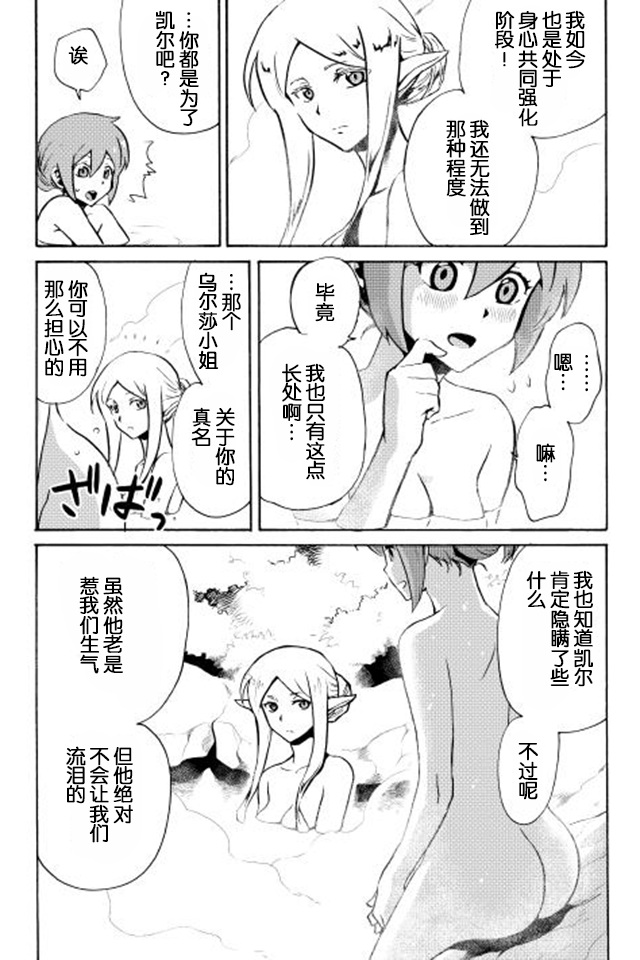 我如今
也是处于
身心共同强化
阶段！
我还无法做到
那种程度
…你都是为了
凯尔吧？
诶
……
嗯…
嘛…
毕竟
我也只有这点
长处啊…
…那个
乌尔莎小姐
关于你的
真名
你可以不用
那么担心的
ざばっ
我也知道凯尔
肯定隐瞒了些
什么
不过呢
虽然他老是
惹我们生气
但他绝对
不会让我们
流泪的